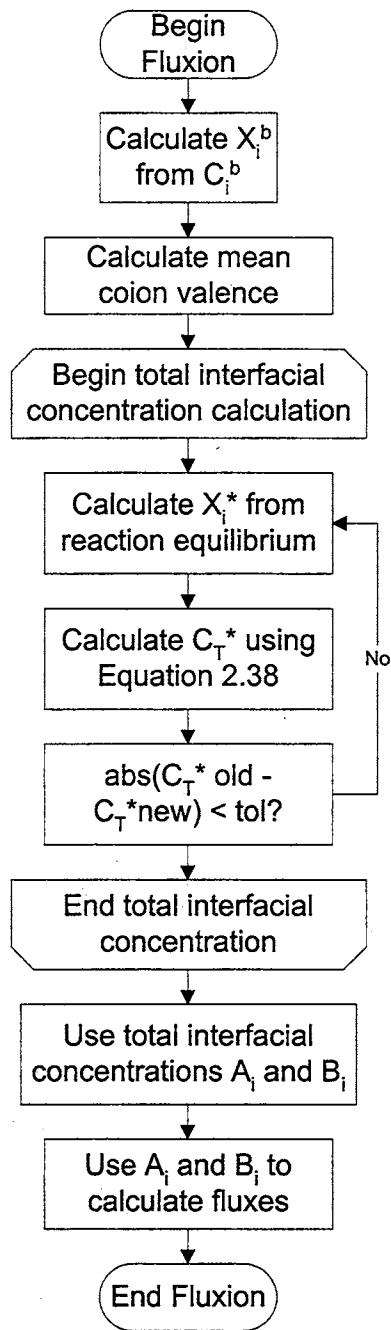 Begin
Fluxion
Calculate X_i^b
from C_i^b
Calculate mean
coion valence
Begin total interfacial
concentration calculation
Calculate X_i* from
reaction equilibrium
Calculate C_T* using
Equation 2.38
No
abs(C_T* old -
C_T*new) < tol?
End total interfacial
concentration
Use total interfacial
concentrations A_i and B_i
Use A_i and B_i to
calculate fluxes
End Fluxion